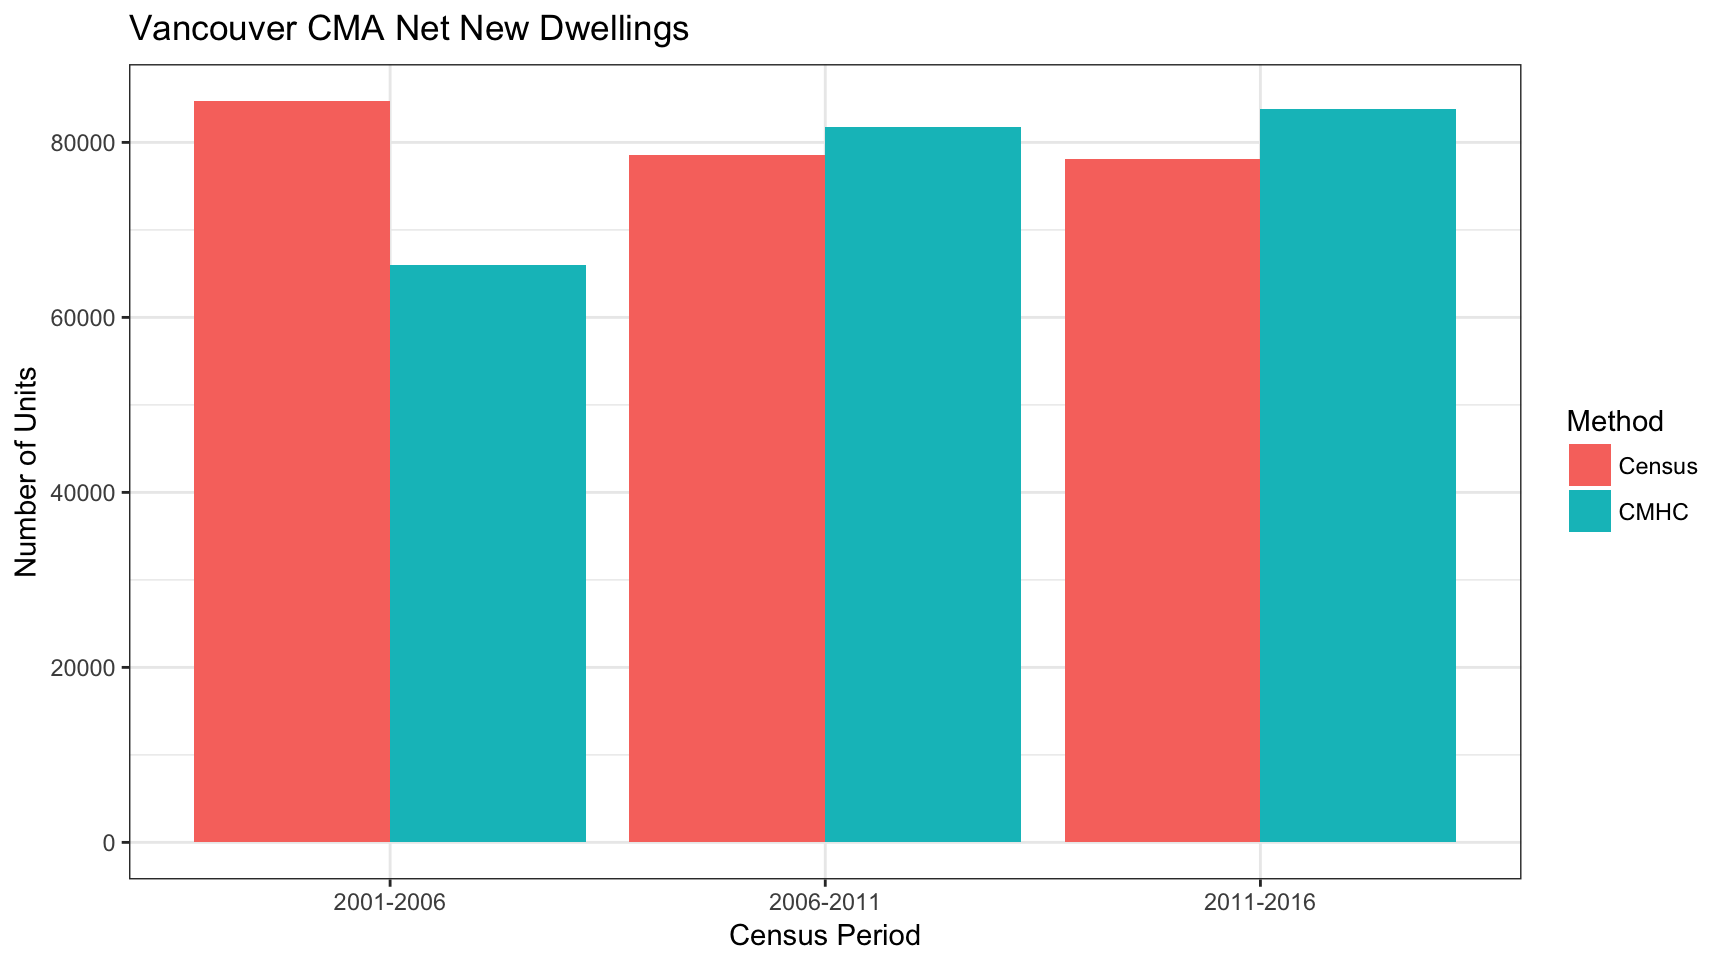 Vancouver CMA Net New Dwellings
Number of Units
80000
60000
40000
20000
0
2001-2006
2006-2011
2011-2016
Census Period
Method
Census
CMHC